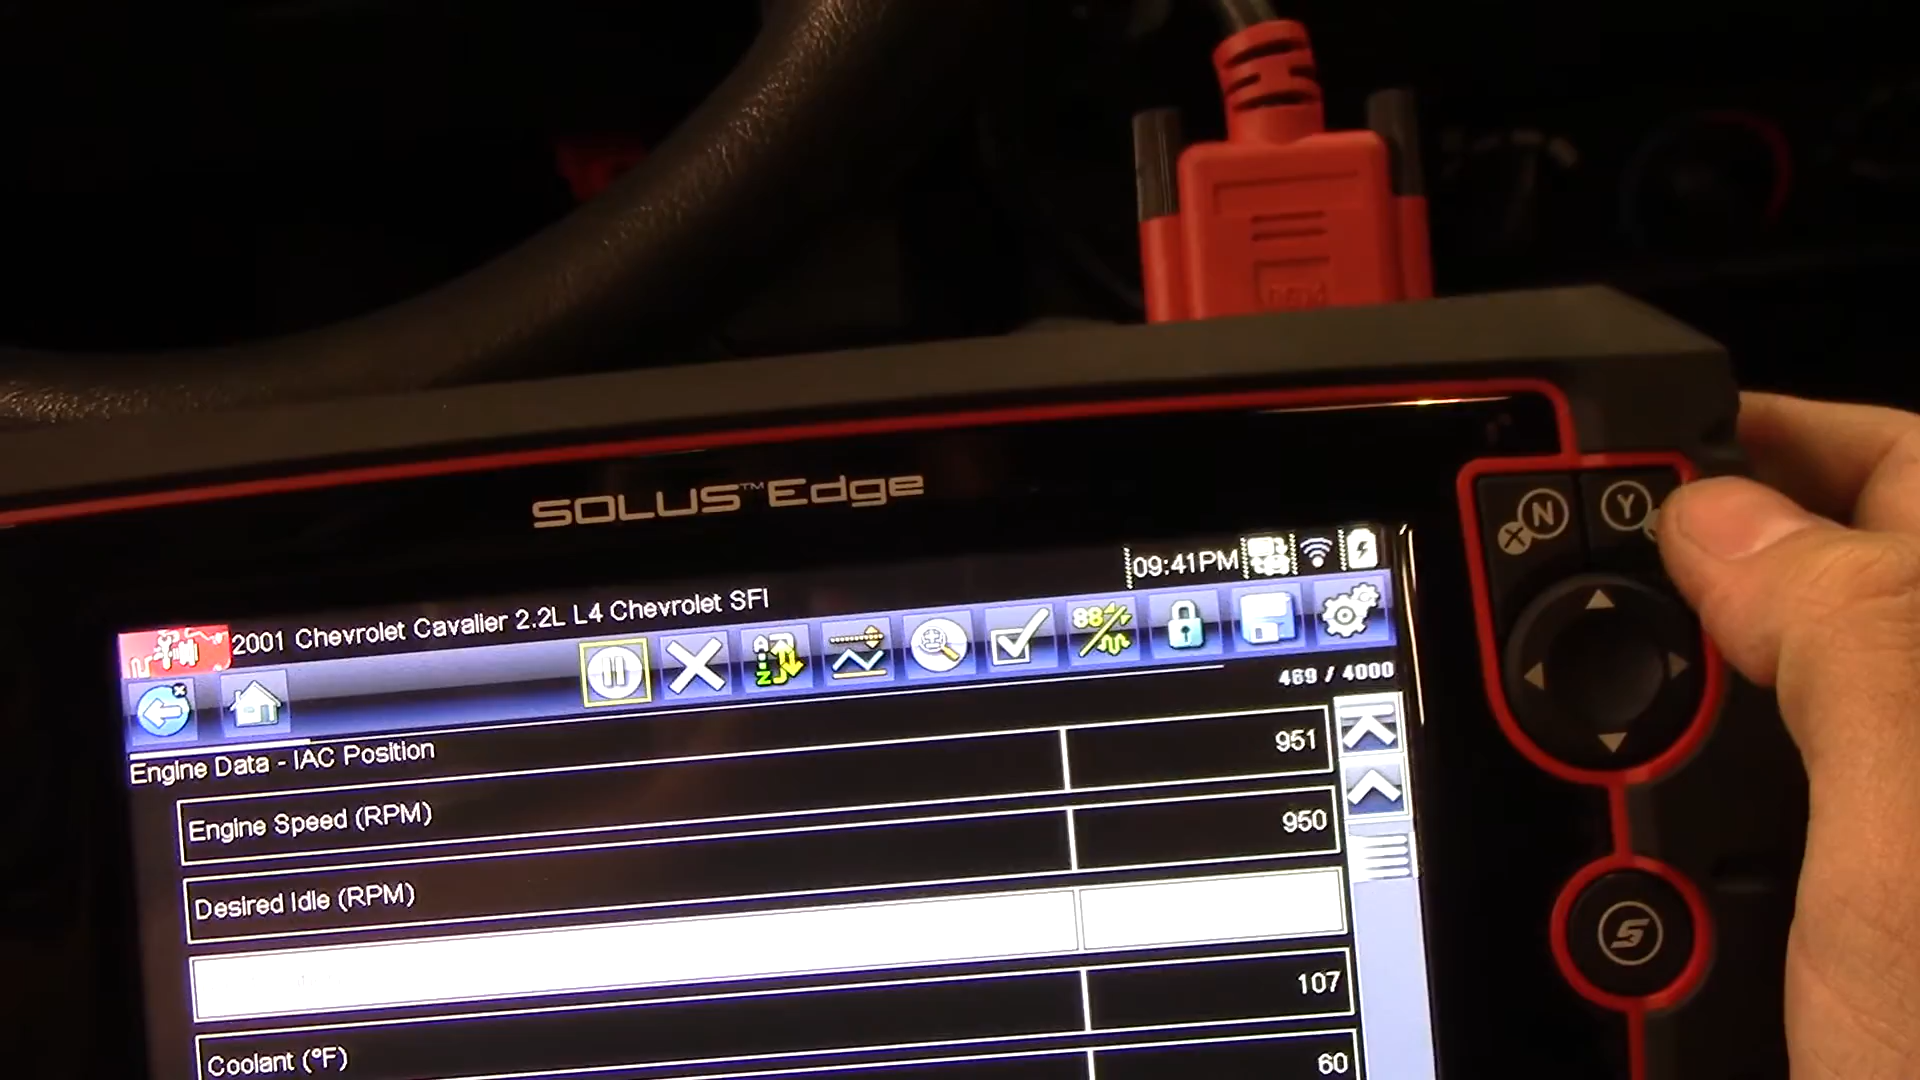 SOLUS™Edge
N
X
Y
09:41PM
2001 Chevrolet Cavalier 2.2L L4 Chevrolet SFI
469 / 4000
Engine Data - IAC Position
Engine Speed (RPM) 951
Desired Idle (RPM) 950
Coolant (°F) 107
60